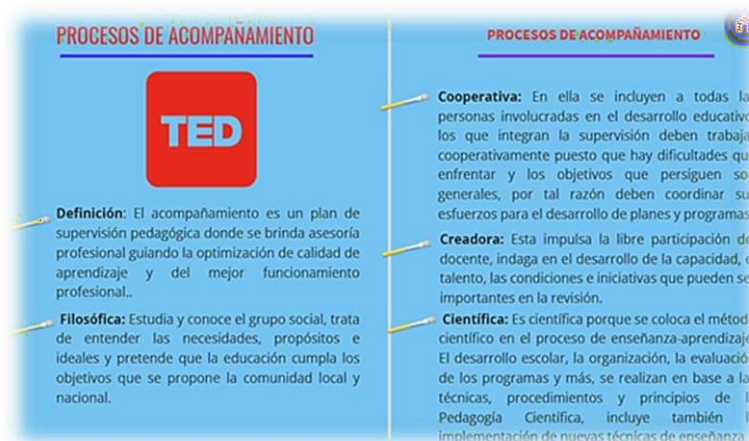 PROCESOS DE ACOMPAÑAMIENTO
TED
Definición: El acompañamiento es un plan de
supervisión pedagógica donde se brinda asesoría
profesional guiando la optimización de calidad de
aprendizaje y del mejor funcionamiento
profesional..
Filosófica: Estudia y conoce el grupo social, trata
de entender las necesidades, propósitos e
ideales y pretende que la educación cumpla los
objetivos que se propone la comunidad local y
nacional.
PROCESOS DE ACOMPAÑAMIENTO
Cooperativa: En ella se incluyen a todas la
personas involucradas en el desarrollo educativo
los que integran la supervisión deben trabaja
cooperativamente puesto que hay dificultades qu
enfrentar y los objetivos que persiguen so
generales, por tal razón deben coordinar su
esfuerzos para el desarrollo de planes y programa
Creadora: Esta impulsa la libre participación de
docente, indaga en el desarrollo de la capacidad, e
talento, las condiciones e iniciativas que pueden se
importantes en la revisión.
Científica: Es científica porque se coloca el métod
científico en el proceso de enseñanza-aprendizaje
El desarrollo escolar, la organización, la evaluació
de los programas y más, se realizan en base a la
técnicas, procedimientos y principios de l
Pedagogía Científica, incluye también l
implementación de nuevas técnicas de enseñanza